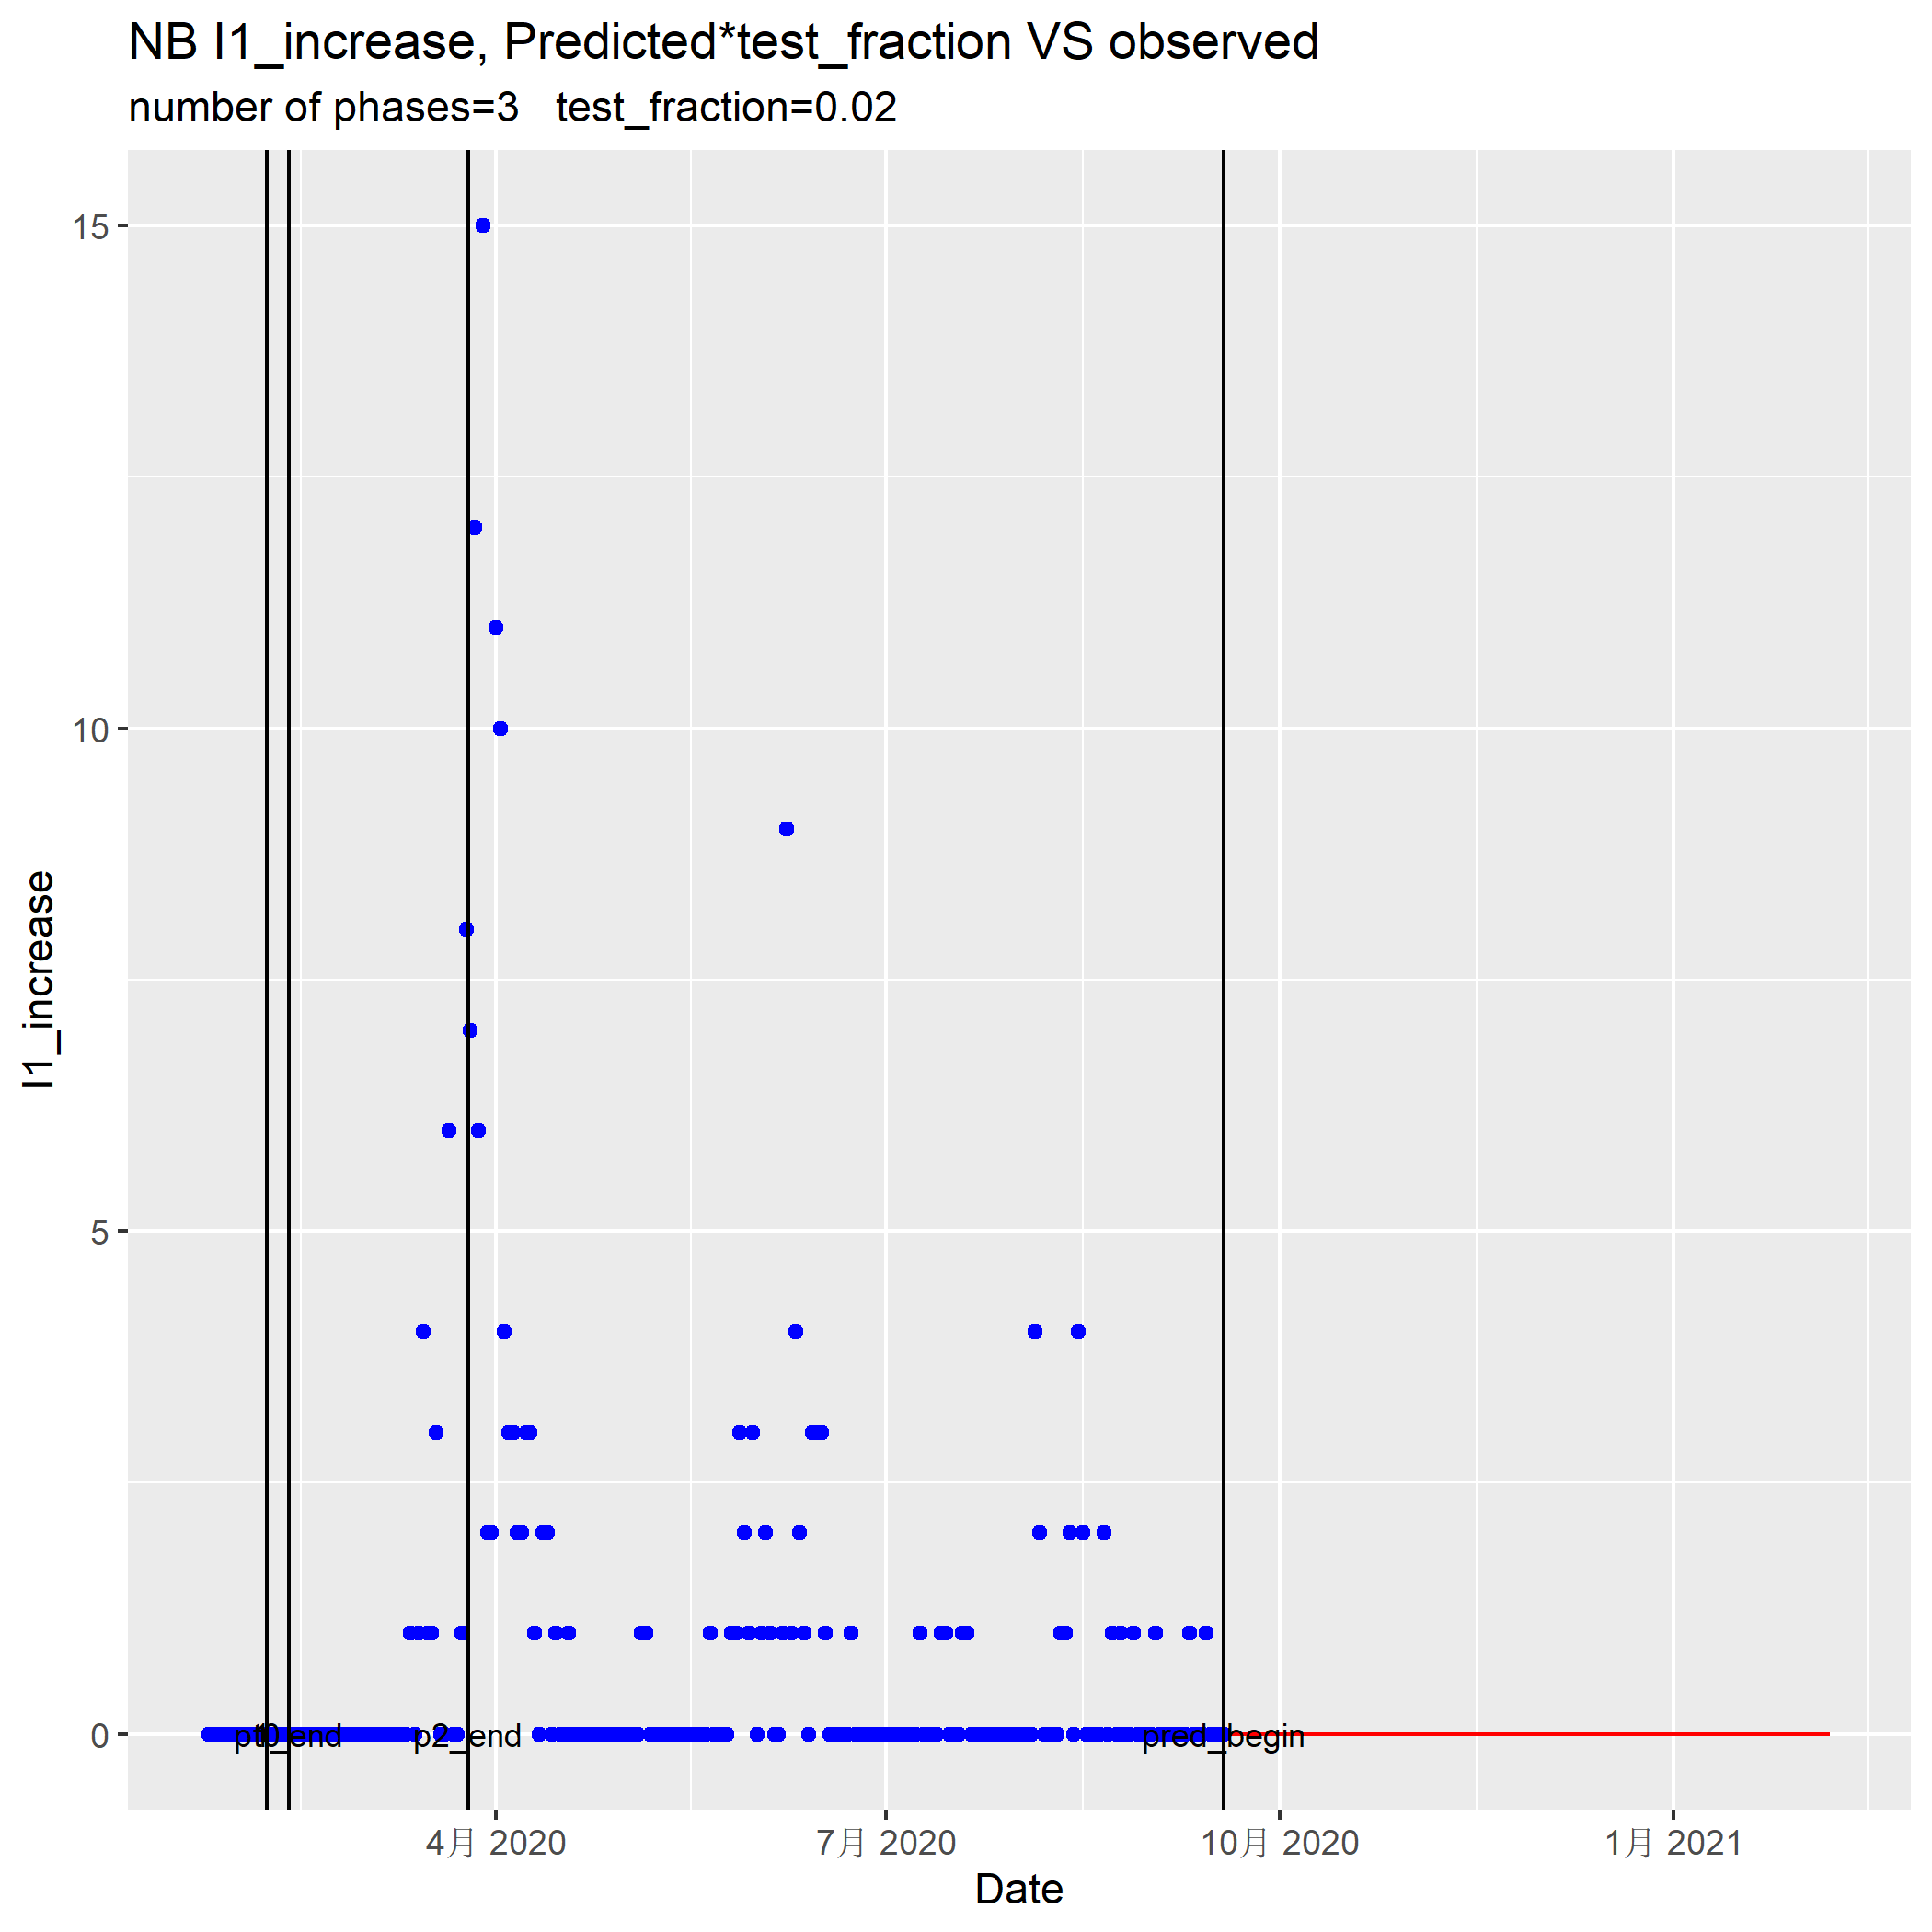 NB I1_increase, Predicted*test_fraction VS observed
number of phases=3   test_fraction=0.02
15
10
5
0
I1_increase
p2_end
pred_begin
4月 2020
7月 2020
10月 2020
1月 2021
Date